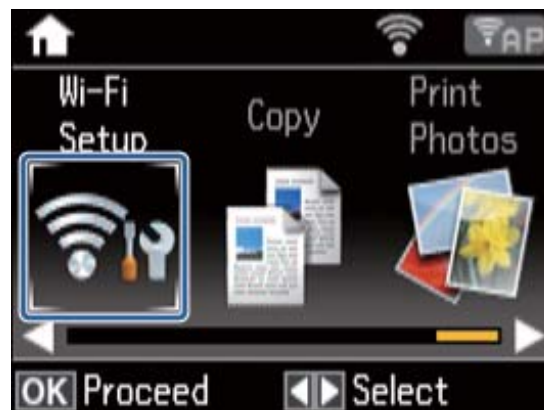 AP
Wi-Fi
Setup
Copy
Print
Photos
OK Proceed
Select